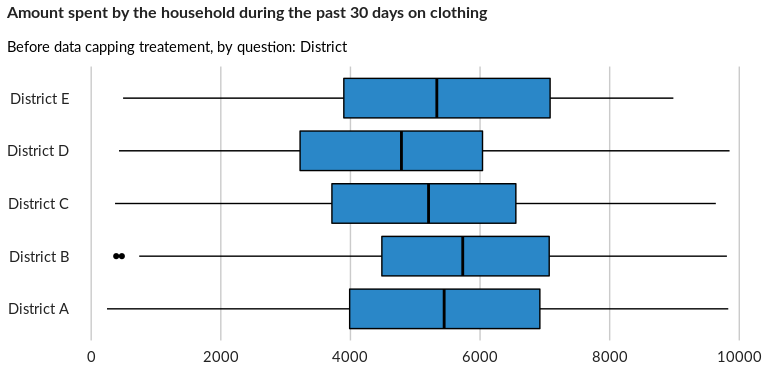 Amount spent by the household during the past 30 days on clothing
Before data capping treatement, by question: District
District E
District D
District C
District B
District A
0 2000 4000 6000 8000 10000